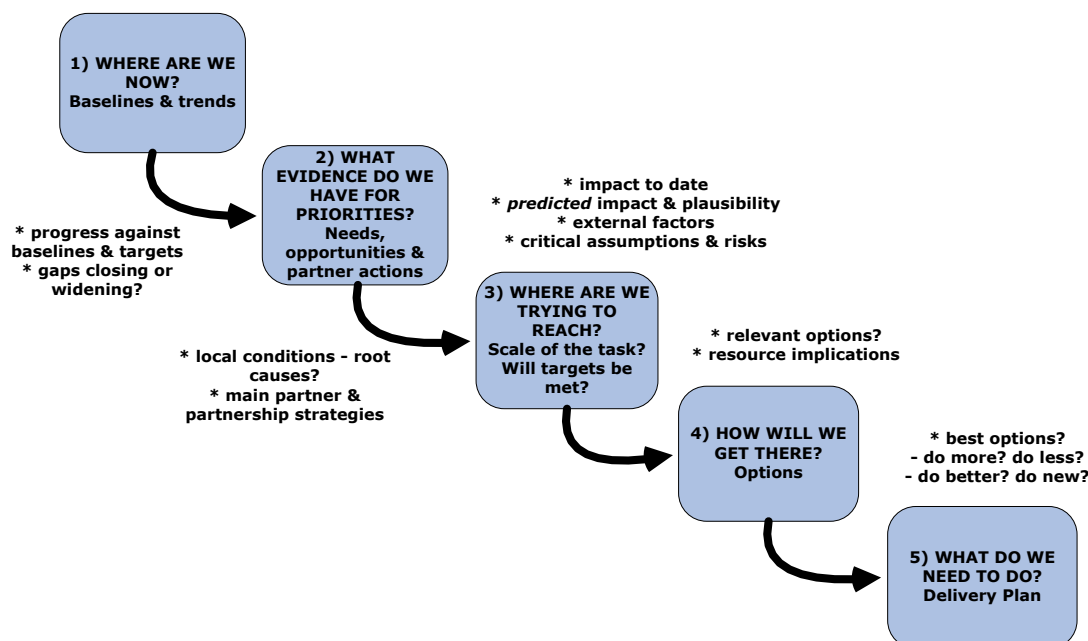 1) WHERE ARE WE
NOW?
Baselines & trends
2) WHAT
EVIDENCE DO WE
HAVE FOR
PRIORITIES?
Needs,
opportunities &
partner actions
* progress against
baselines & targets
* gaps closing or
widening?
* impact to date
* predicted impact & plausibility
* external factors
* critical assumptions & risks
3) WHERE ARE WE
TRYING TO
REACH?
Scale of the task?
Will targets be
met?
* local conditions - root
causes?
* main partner &
partnership strategies
* relevant options?
* resource implications
4) HOW WILL WE
GET THERE?
Options
* best options?
- do more? do less?
- do better? do new?
5) WHAT DO WE
NEED TO DO?
Delivery Plan